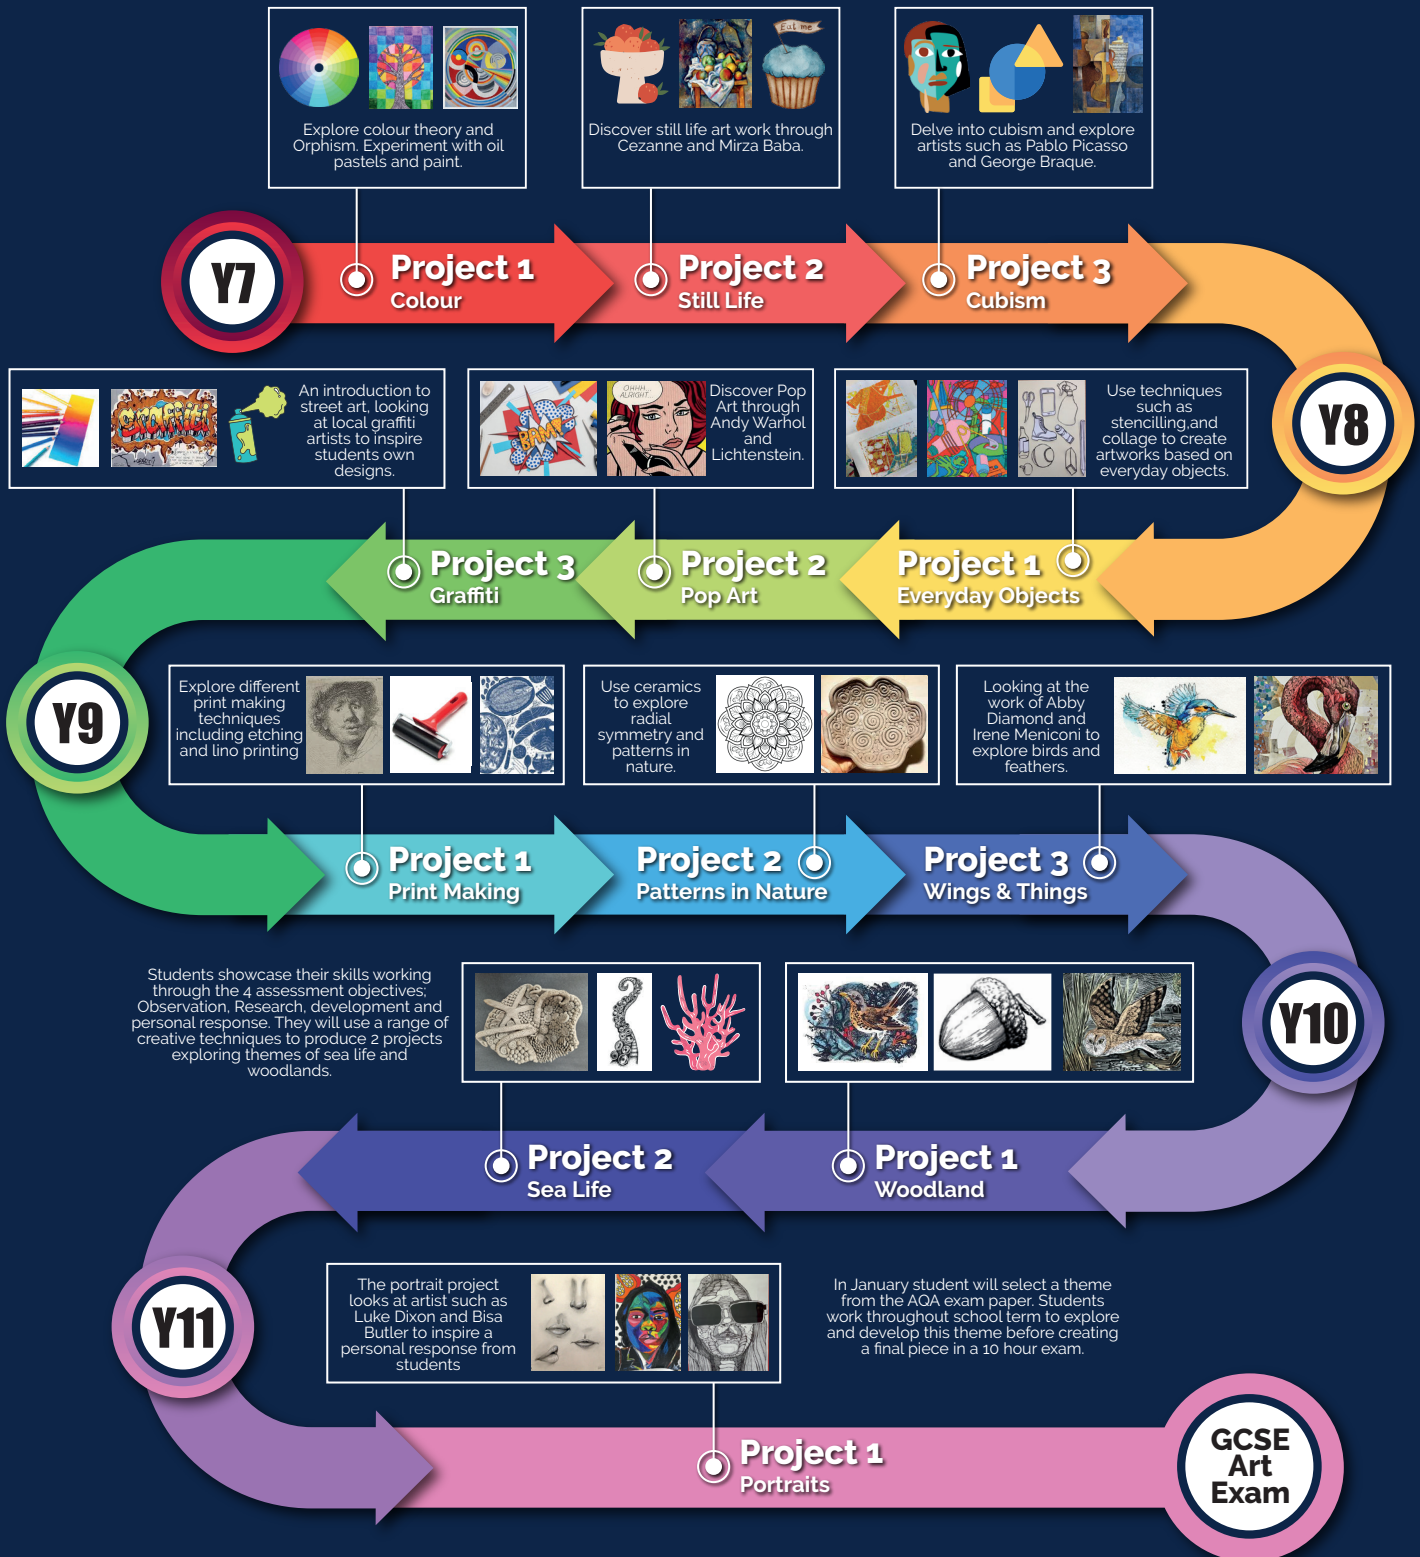 Eat me
Explore colour theory and
Orphism. Experiment with oil
pastels and paint.
Discover still life art work through
Cezanne and Mirza Baba.
Delve into cubism and explore
artists such as Pablo Picasso
and George Braque.
Y7
Project 1
Colour
Project 2
Still Life
Project 3
Cubism
Y8
Use techniques
such as
stencilling,and
collage to create
artworks based on
everyday objects.
Project 1
Everyday Objects
BAM!
OHHH...
ALRIGHT...
Discover Pop
Art through
Andy Warhol
and
Lichtenstein.
Project 2
Pop Art
Graffiti
An introduction to
street art, looking
at local graffiti
artists to inspire
students own
designs.
Project 3
Graffiti
Y9
Explore different
print making
techniques
including etching
and lino printing
Project 1
Print Making
Use ceramics
to explore
radial
symmetry and
patterns in
nature.
Project 2
Patterns in Nature
Looking at the
work of Abby
Diamond and
Irene Meniconi to
explore birds and
feathers.
Project 3
Wings & Things
Y10
Students showcase their skills working
through the 4 assessment objectives;
Observation, Research, development and
personal response. They will use a range of
creative techniques to produce 2 projects
exploring themes of sea life and
woodlands.
Project 1
Woodland
Project 2
Sea Life
Y11
The portrait project
looks at artist such as
Luke Dixon and Bisa
Butler to inspire a
personal response from
students
Project 1
Portraits
In January student will select a theme
from the AQA exam paper. Students
work throughout school term to explore
and develop this theme before creating
a final piece in a 10 hour exam.
GCSE
Art
Exam